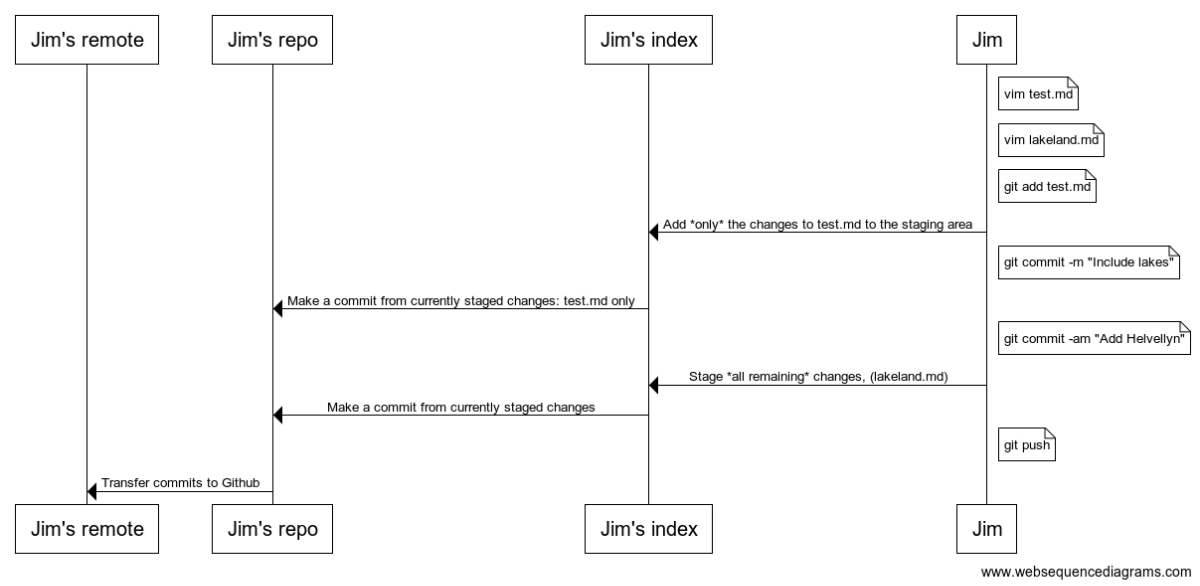 Jim's remote
Jim's repo
Jim's index
Jim
vim test.md
vim lakeland.md
git add test.md
Add *only* the changes to test.md to the staging area
git commit -m "Include lakes"
Make a commit from currently staged changes: test.md only
git commit -am "Add Helvellyn"
Stage *all remaining* changes, (lakeland.md)
Make a commit from currently staged changes
git push
Transfer commits to Github
Jim's remote
Jim's repo
Jim's index
Jim
www.websequencediagrams.com